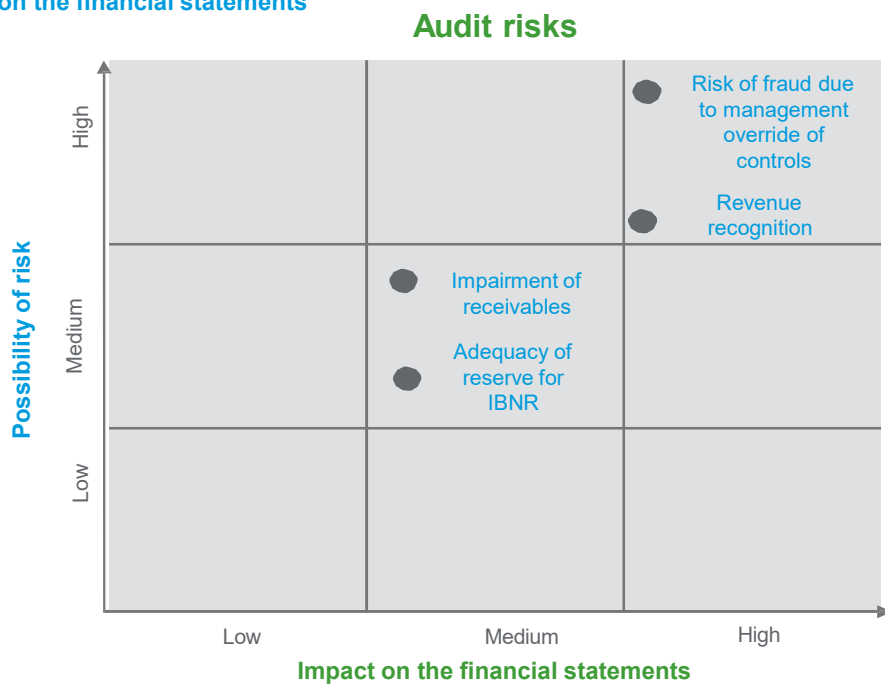 on the financial statements
Audit risks
High
Medium
Low
Possibility of risk
Risk of fraud due
to management
override of
controls
Revenue
recognition
Impairment of
receivables
Adequacy of
reserve for
IBNR
Low
Medium
High
Impact on the financial statements